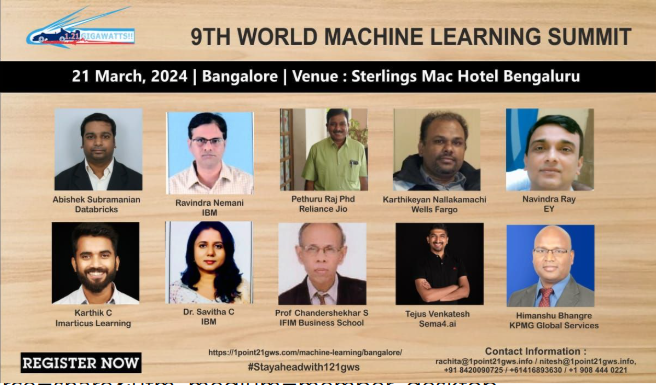 1.21 GIGAWATTS!!
9TH WORLD MACHINE LEARNING SUMMIT
21 March, 2024 | Bangalore | Venue : Sterlings Mac Hotel Bengaluru
Abishek Subramanian
Databricks
Ravindra Nemani
IBM
Pethuru Raj Phd
Reliance Jio
Karthikeyan Nallakamachi
Wells Fargo
Navindra Ray
EY
Karthik C
Imarticus Learning
Dr. Savitha C
IBM
Prof Chandershekhar S
IFIM Business School
Tejus Venkatesh
Sema4.ai
Himanshu Bhangre
KPMG Global Services
REGISTER NOW
https://1point21gws.com/machine-learning/bangalore/
#Stayaheadwith121gws
Contact Information :
rachita@1point21gws.info / nitesh@1point21gws.info,
+91 8420090725 / +61416893630 / +1 908 444 0221